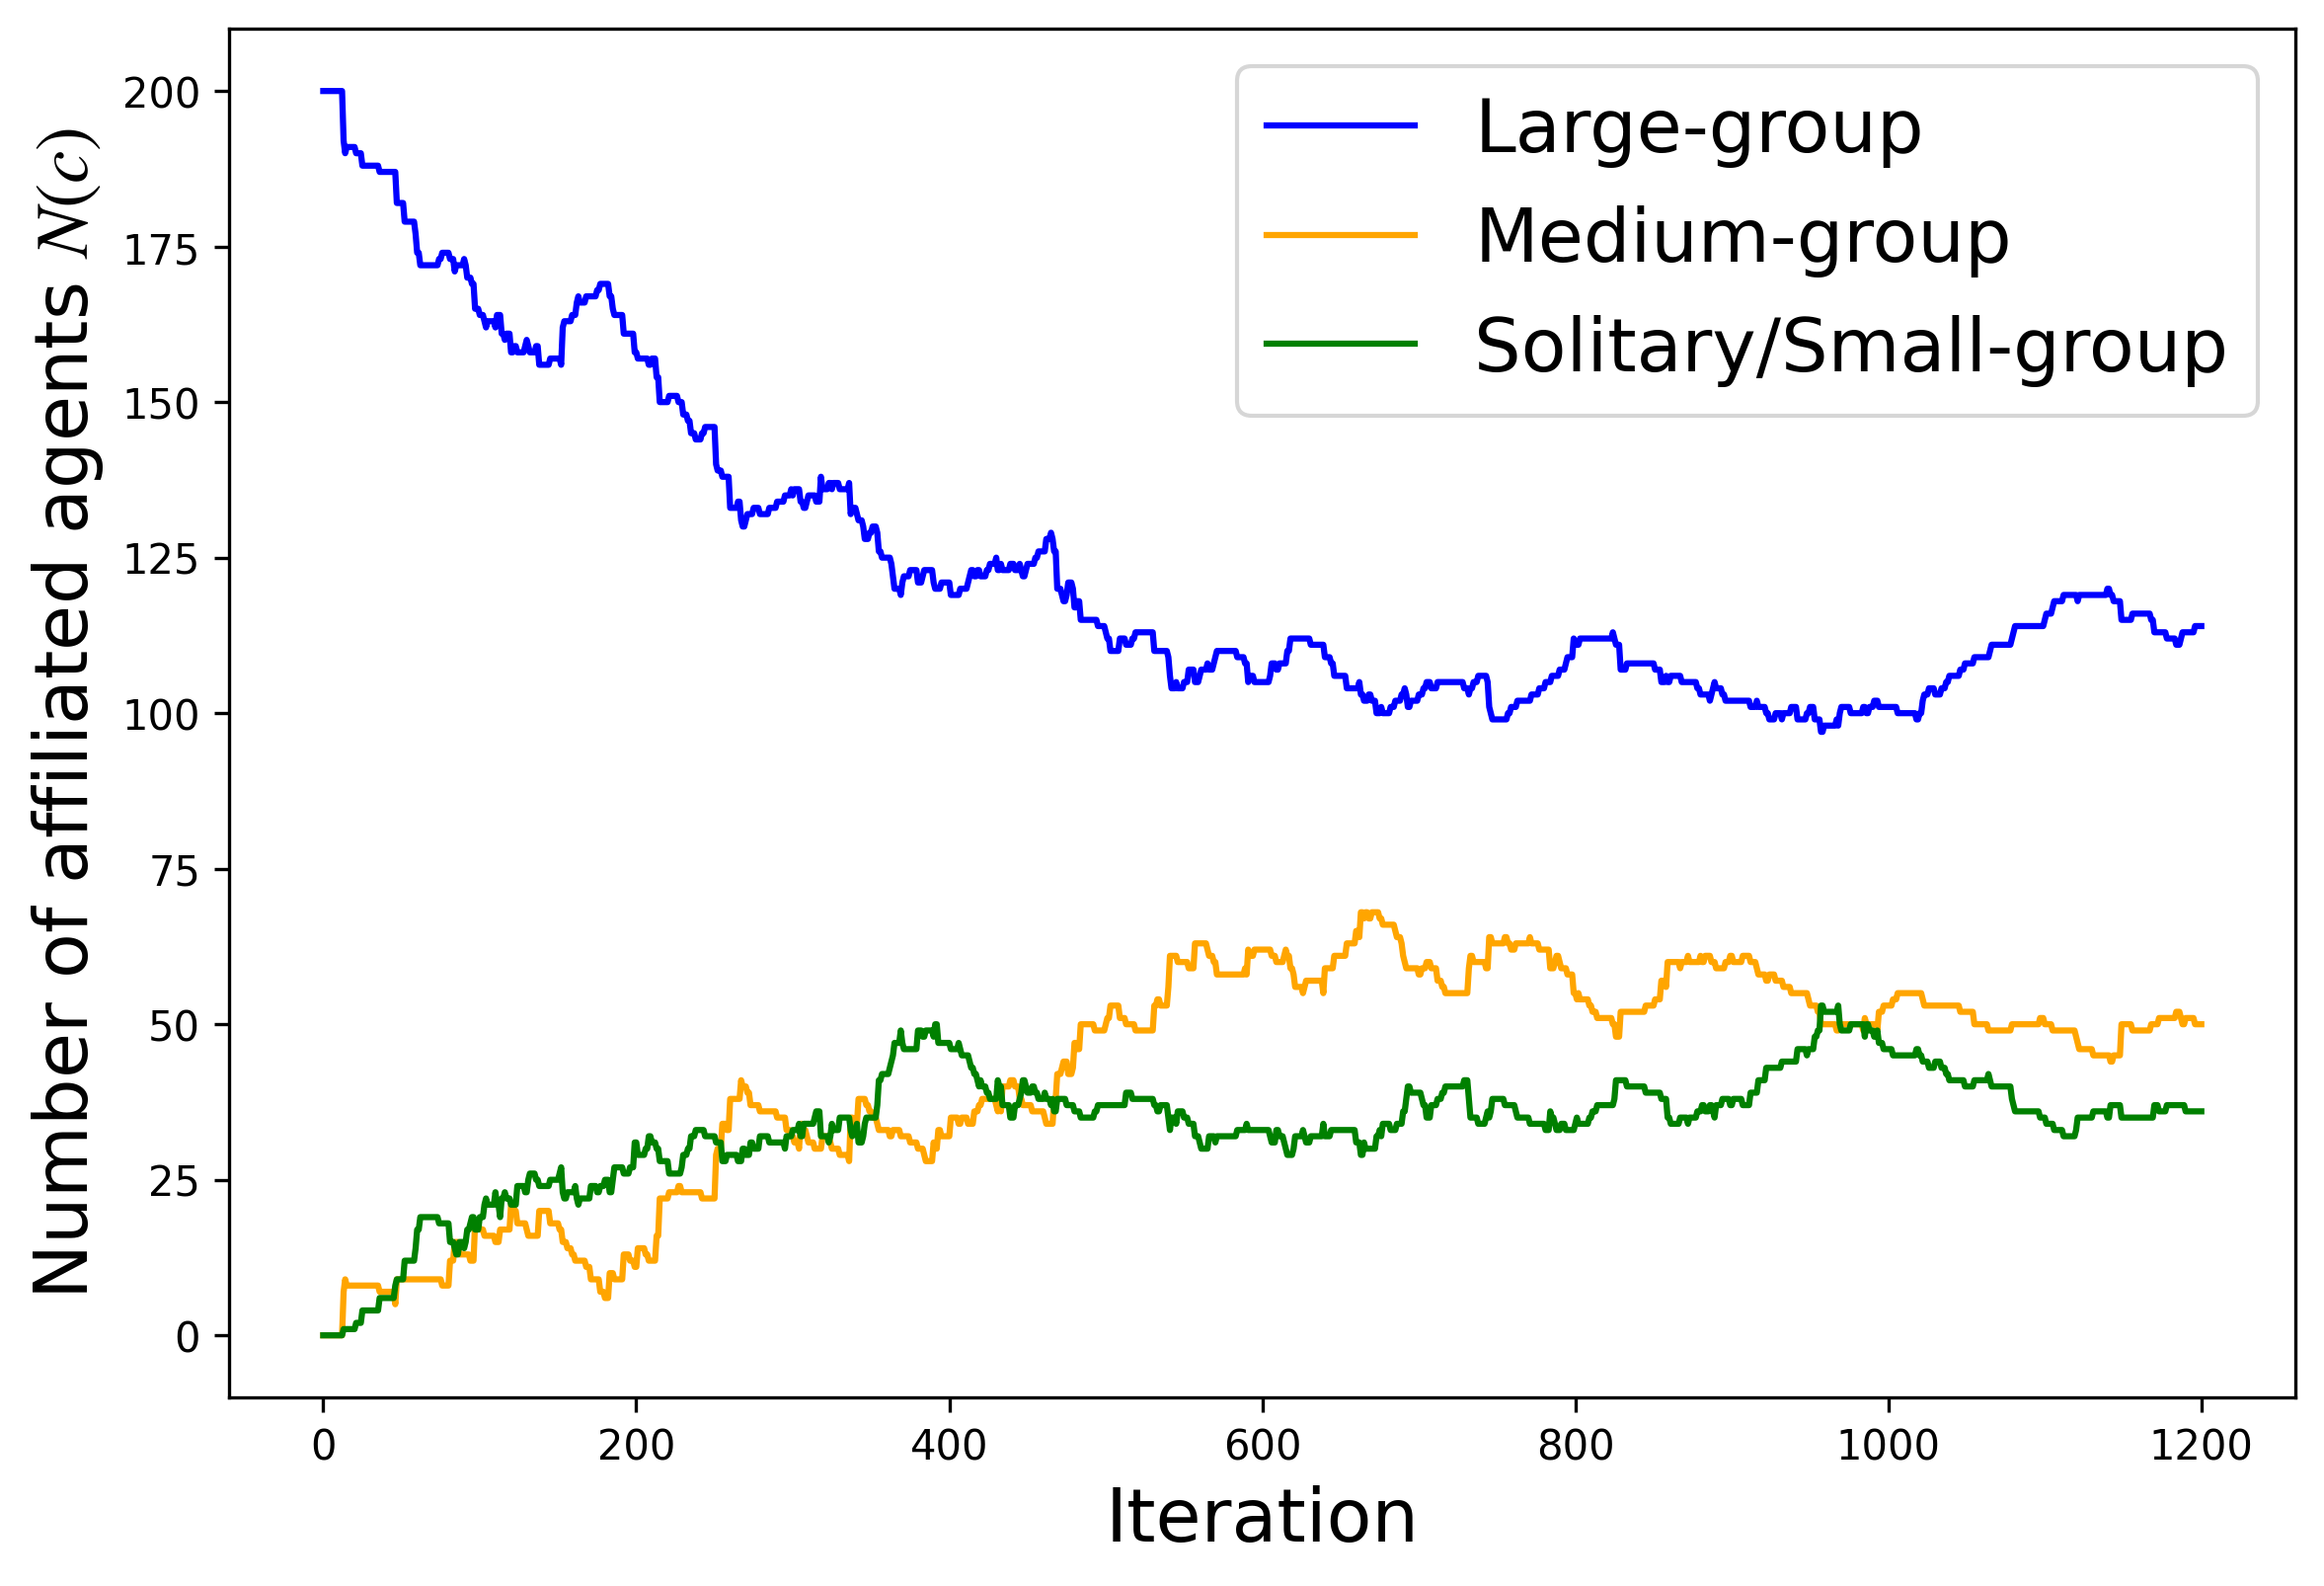 Number of affiliated agents N(c)
200
175
150
125
100
75
50
25
0
Large-group
Medium-group
Solitary/Small-group
0 200 400 600 800 1000 1200
Iteration